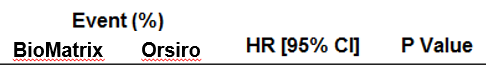 Event (%)
BioMatrix Orsiro HR [95% CI] P Value